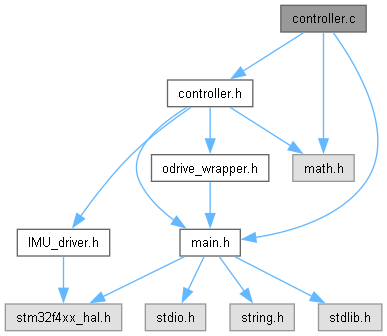 controller.c
controller.h
odrive_wrapper.h
math.h
IMU_driver.h
main.h
stm32f4xx_hal.h
stdio.h
string.h
stdlib.h